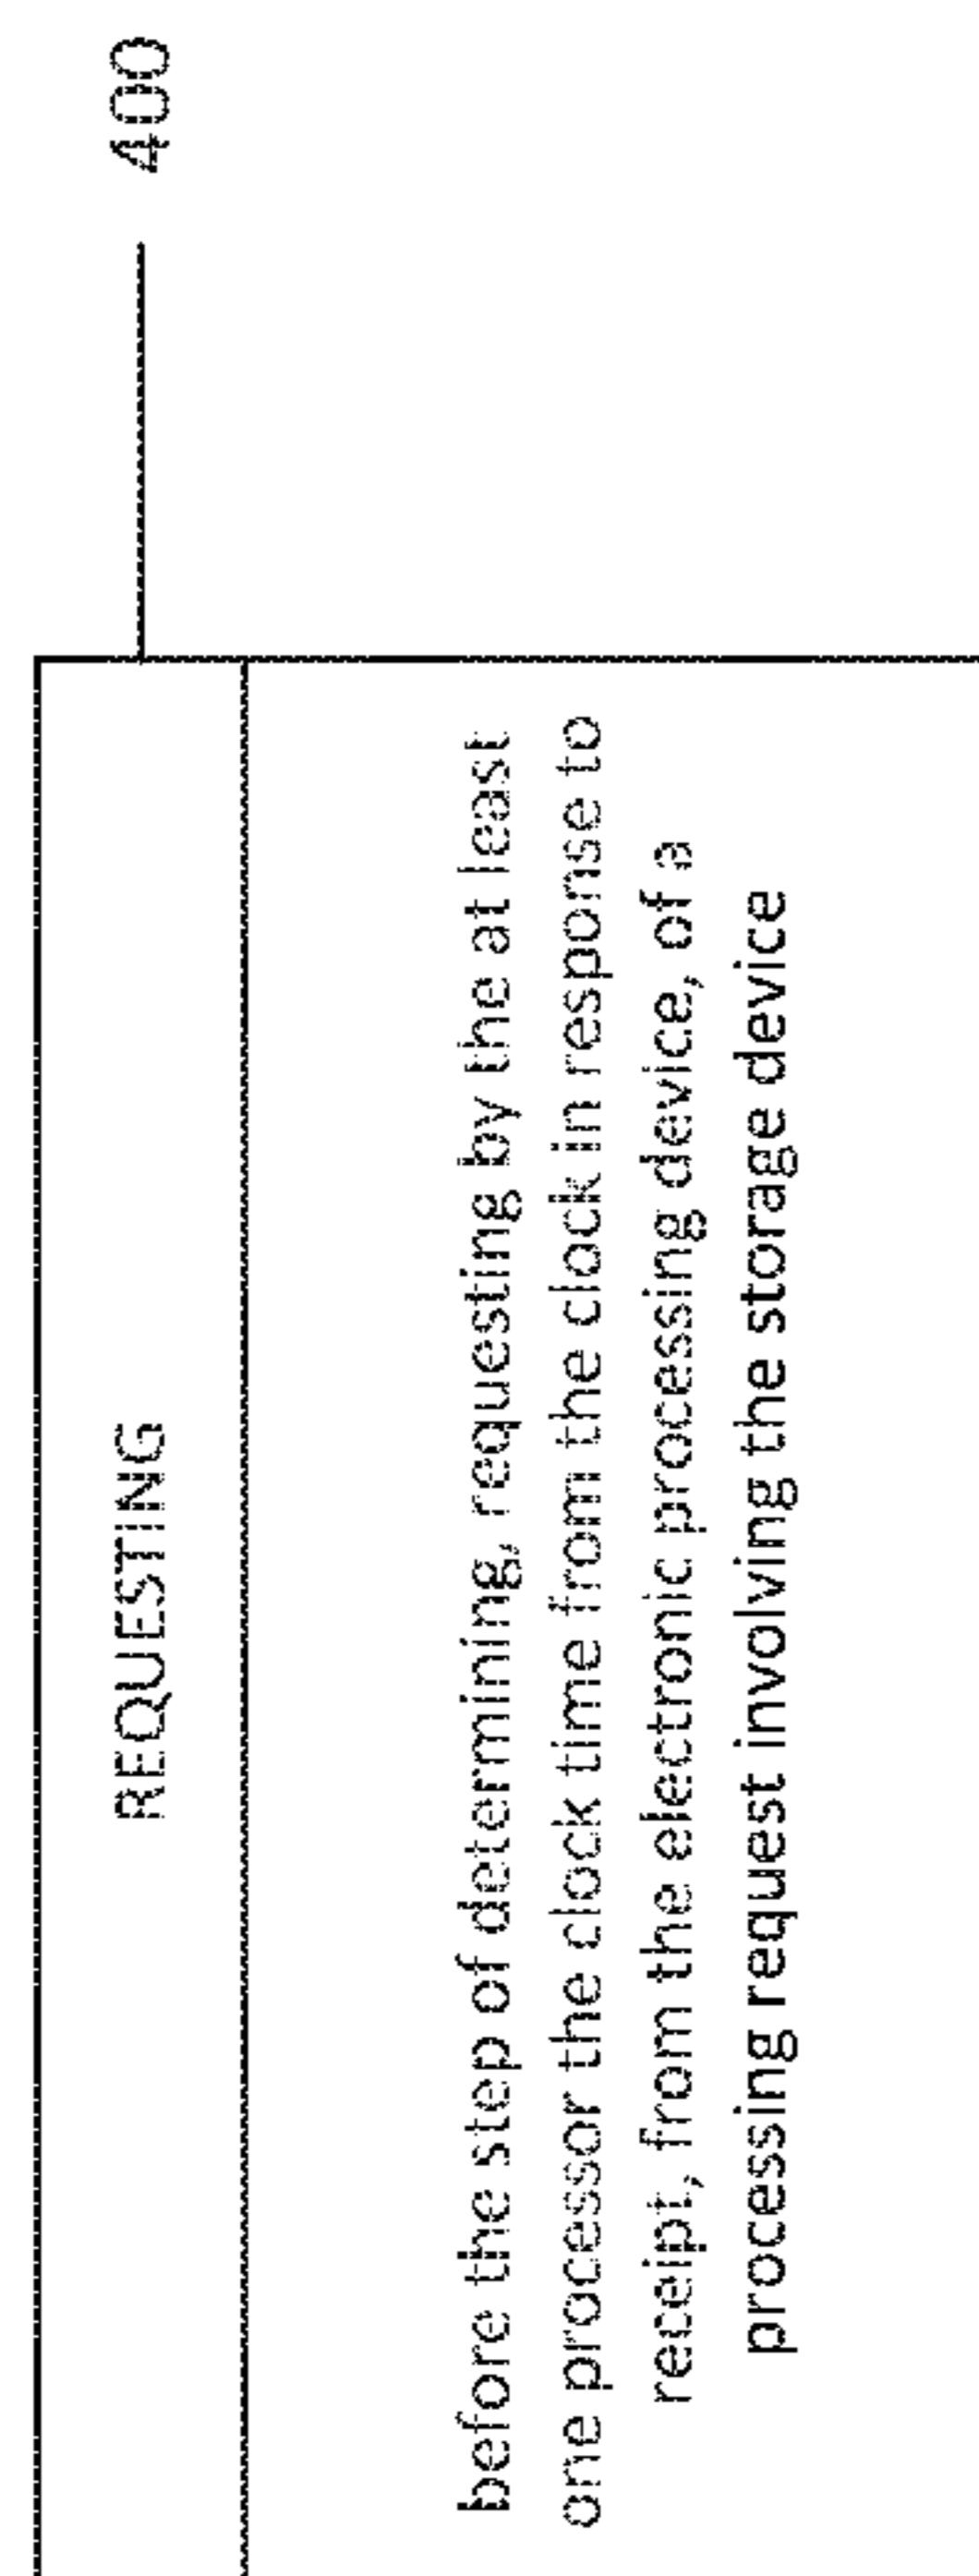 400
REQUESTING
before the step of determining, requesting by the at least
one processor the clock time from the clock in response to
receipt, from the electronic processing device, of a
processing request involving the storage device